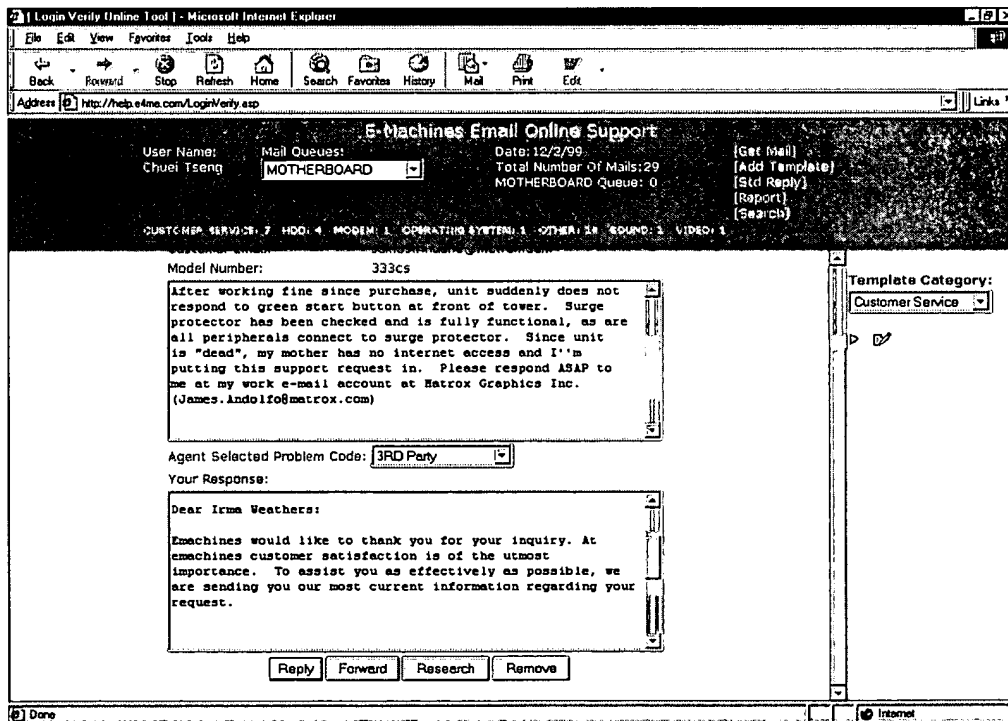 [ Login Verify Online Tool ] - Microsoft Internet Explorer
File Edit View Favorites Tools Help
Back Forward Stop Refresh Home Search Favorites History Mail Print Edit
Address http://help.e4me.com/LoginVerify.asp Links
E-Machines Email Online Support
User Name: Mail Queues: Date: 12/2/99 [Get Mail]
Chuei Tseng MOTHERBOARD Total Number Of Mails: 29 [Add Template]
MOTHERBOARD Queue: 0 [Std Reply]
[Report]
[Search]
CUSTOMER SERVICE: 7 HDD: 4 MODEM: 1 OPERATING SYSTEM: 1 OTHER: 14 SOUND: 1 VIDEO: 1
Model Number: 333cs
Template Category:
Customer Service
After working fine since purchase, unit suddenly does not
respond to green start button at front of tower. Surge
protector has been checked and is fully functional, as are
all peripherals connect to surge protector. Since unit
is "dead", my mother has no internet access and I''m
putting this support request in. Please respond ASAP to
me at my work e-mail account at Matrox Graphics Inc.
(James.Andolfo@matrox.com)
Agent Selected Problem Code: 3RD Party
Your Response:
Dear Irma Weathers:
Emachines would like to thank you for your inquiry. At
emachines customer satisfaction is of the utmost
importance. To assist you as effectively as possible, we
are sending you our most current information regarding your
request.
Reply Forward Research Remove
Done Internet